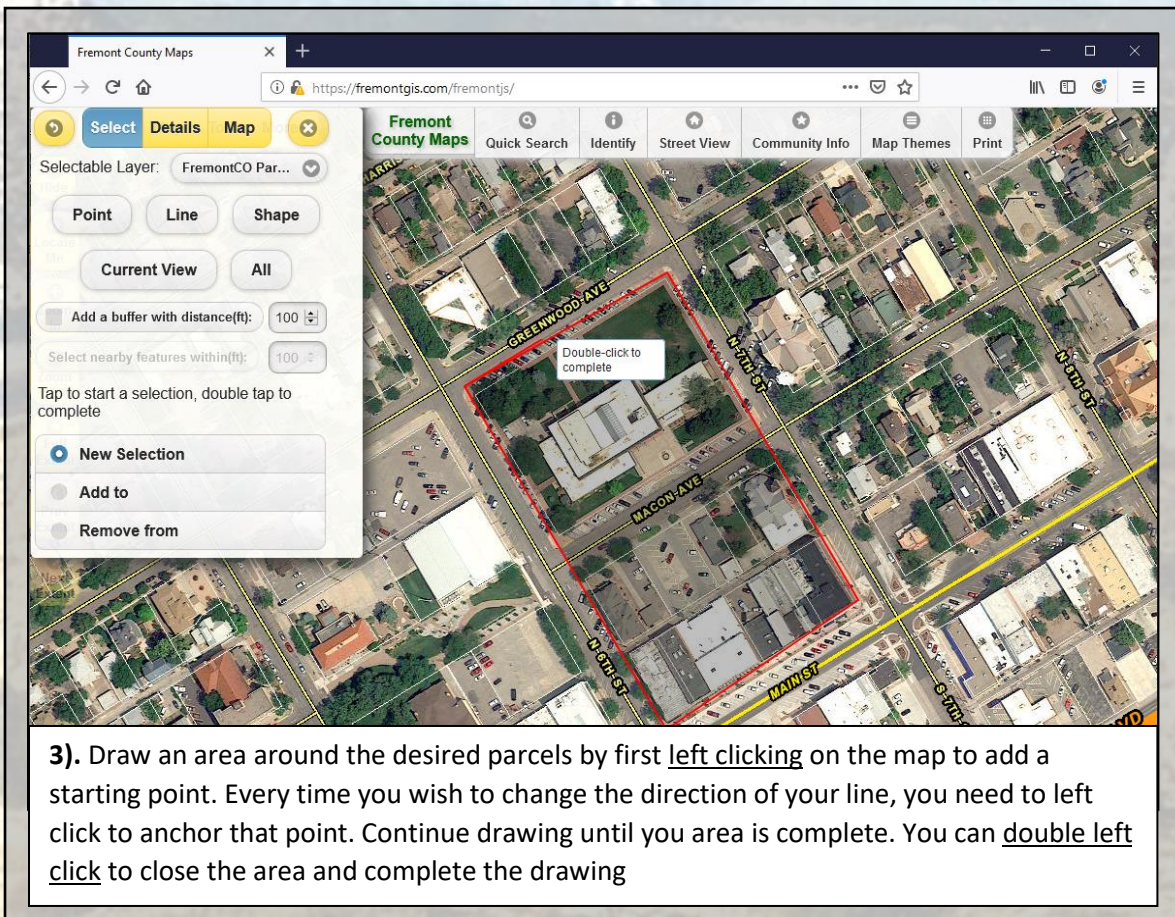 Fremont County Maps
https://fremontgis.com/fremontjs/
Select Details Map
Selectable Layer: FremontCO Par...
Point Line Shape
Current View All
Add a buffer with distance(ft): 100
Select nearby features within(ft): 100
Tap to start a selection, double tap to
complete
New Selection
Add to
Remove from
Next
Extent
Fremont
County Maps
Quick Search
Identify
Street View
Community Info
Map Themes
Print
GREENWOOD-AVE
Double-click to
complete
N-7TH-ST
N-8TH-ST
MACON-AVE
N-6TH-ST
MAIN ST
S-7TH-
VD
3). Draw an area around the desired parcels by first left clicking on the map to add a
starting point. Every time you wish to change the direction of your line, you need to left
click to anchor that point. Continue drawing until you area is complete. You can double left
click to close the area and complete the drawing